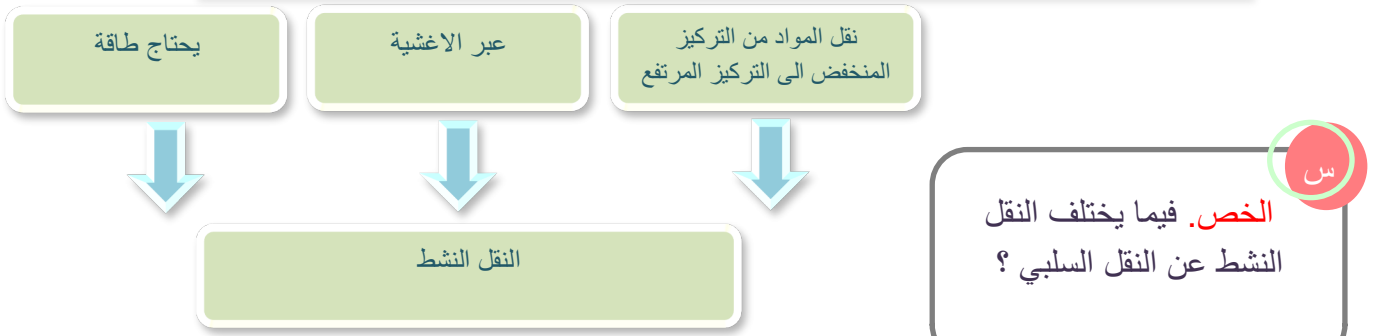 نقل المواد من التركيز
المنخفض الى التركيز المرتفع
عبر الاغشية
يحتاج طاقة
النقل النشط
س
الخص. فيما يختلف النقل
النشط عن النقل السلبي ؟